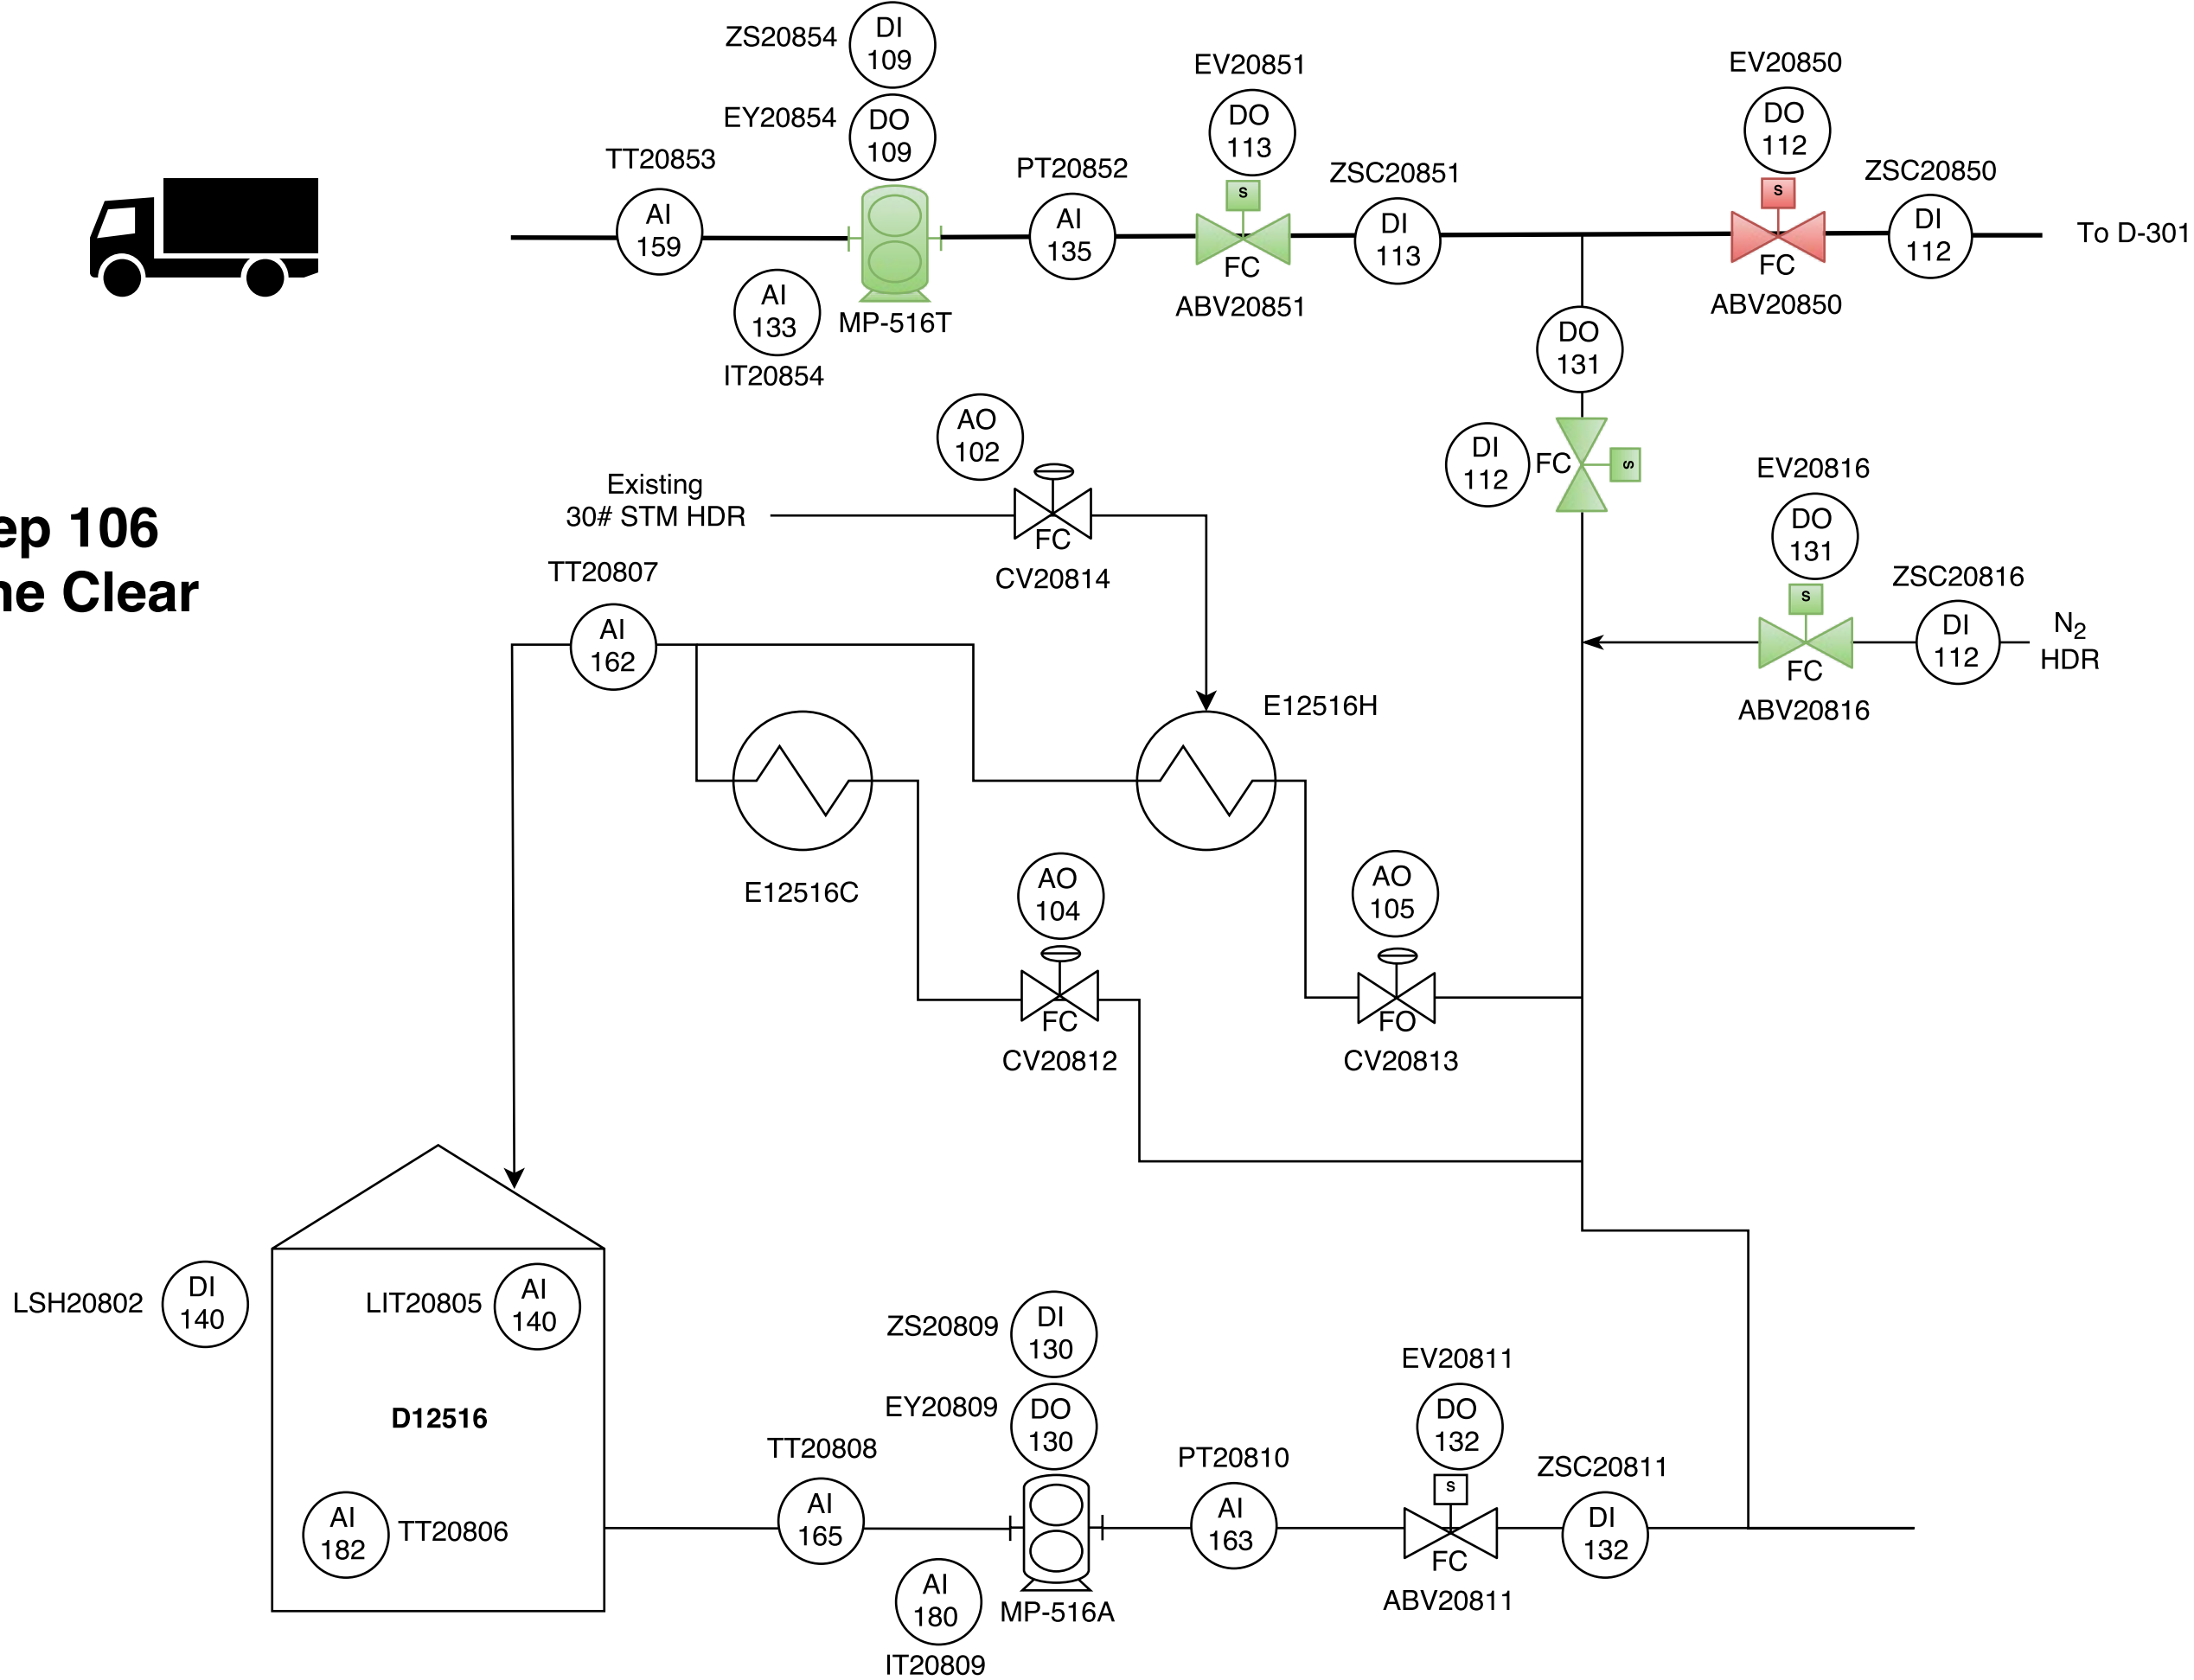 ZS20854
DI
109
EY20854
DO
109
TT20853
AI
159
AI
133
IT20854
MP-516T
PT20852
AI
135
EV20851
DO
113
S
FC
ABV20851
ZSC20851
DI
113
EV20850
DO
112
S
FC
ABV20850
ZSC20850
DI
112
To D-301
DO
131
DI
112
FC
S
AO
102
Existing
30# STM HDR
FC
CV20814
EV20816
DO
131
S
FC
ABV20816
ZSC20816
DI
112
N2
HDR
ep 106
ne Clear
TT20807
AI
162
E12516H
E12516C
AO
104
FC
CV20812
AO
105
FO
CV20813
LSH20802
DI
140
LIT20805
AI
140
D12516
AI
182
TT20806
TT20808
AI
165
AI
180
IT20809
ZS20809
DI
130
EY20809
DO
130
MP-516A
PT20810
AI
163
EV20811
DO
132
S
FC
ABV20811
ZSC20811
DI
132